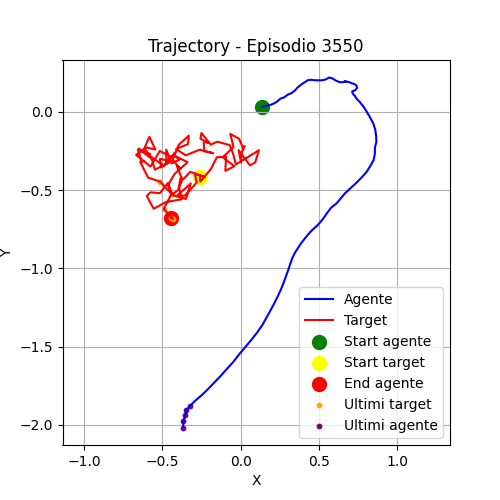 Trajectory - Episodio 3550
Y
0.0
−0.5
−1.0
−1.5
−2.0
−1.0
−0.5
0.0
0.5
1.0
X
Agente
Target
Start agente
Start target
End agente
Ultimi target
Ultimi agente